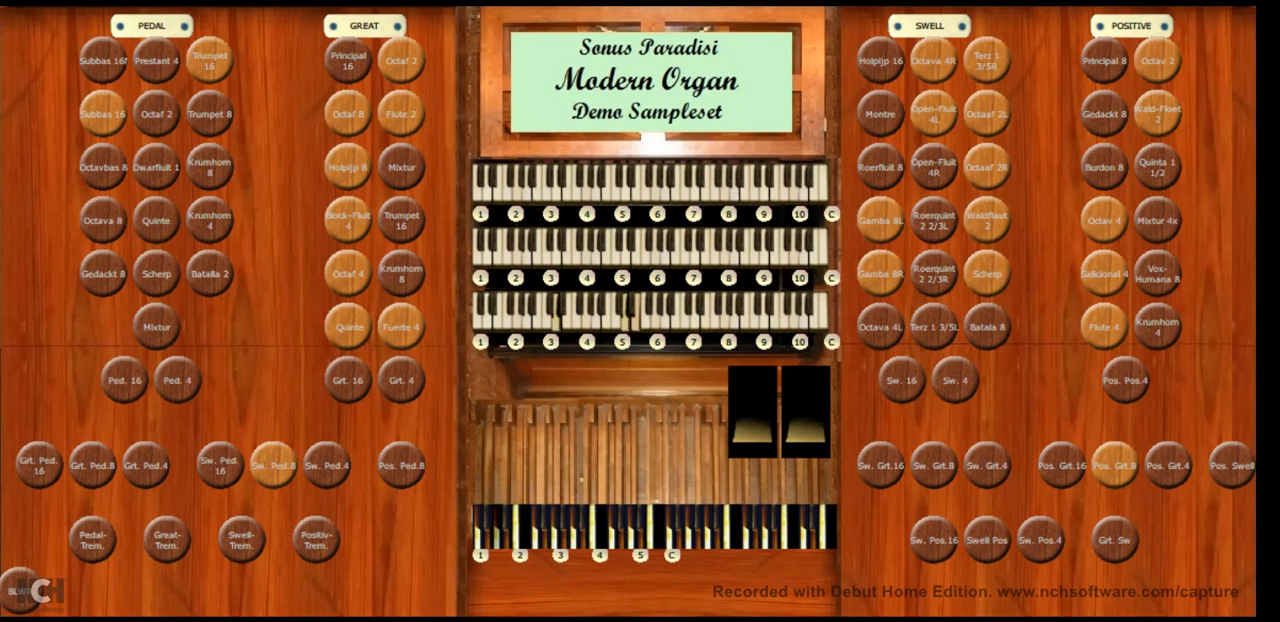 PEDAL
GREAT
SWELL
POSITIVE
Sonus Paradisi
Modern Organ
Demo Sampleset
Subbas 16f
Prestant 4
Trumpet
16
Principal
16
Octaf 2
Holpijp 16
Octava 4R
Terz 1
3/5R
Principal 8
Octav 2
Subbas 16
Octaf 2
Trumpet 8
Octaf 8
Flute 2
Montre
Open-Fluit
4L
Octaaf 2L
Gedackt 8
Wald-Floet
2
Octavbas 8
Dwarfluit 1
Krumhorn
8
Holpijp 8
Mixtur
Roerfluit 8
Open-Fluit
4R
Octaaf 2R
Burdon 8
Quinta 1
1/2
Octava 8
Quinte
Krumhorn
4
Block-Fluit
4
Trumpet
16
Gamba 8L
Roerquint
2 2/3L
Waldflaut
2
Octav 4
Mixtur 4x
Gedackt 8
Scherp
Batalla 2
Octaf 4
Krumhorn
8
Gamba 8R
Roerquint
2 2/3R
Scherp
Salicional 4
Vox-
Humana 8
Mixtur
Quinte
Fuerte 4
Octava 4L
Terz 1 3/5L
Batala 8
Flute 4
Krumhorn
4
1 2 3 4 5 6 7 8 9 10 C
1 2 3 4 5 6 7 8 9 10 C
1 2 3 4 5 6 7 8 9 10 C
Ped. 16
Ped. 4
Grt. 16
Grt. 4
Sw. 16
Sw. 4
Pos. Pos.4
Grt. Ped.
16
Grt. Ped.8
Grt. Ped.4
Sw. Ped.
16
Sw. Ped.8
Sw. Ped.4
Pos. Ped.8
Sw. Grt.16
Sw. Grt.8
Sw. Grt.4
Pos. Grt.16
Pos. Grt.8
Pos. Grt.4
Pos. Swell
Pedal-
Trem.
Great-
Trem.
Swell-
Trem.
Positiv-
Trem.
Sw. Pos.16
Swell Pos
Sw. Pos.4
Grt. Sw
1 2 3 4 5 C
NCH
Recorded with Debut Home Edition. www.nchsoftware.com/capture